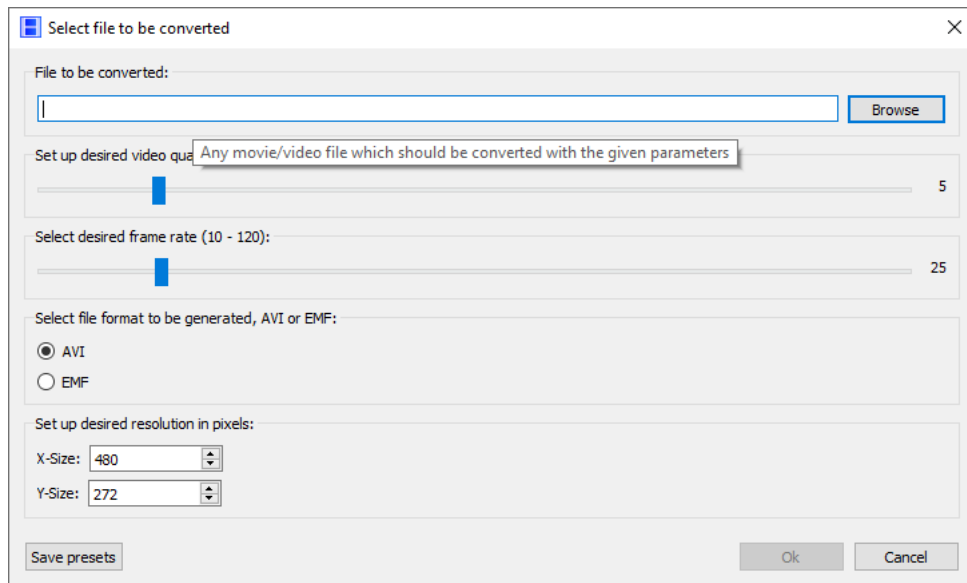 Select file to be converted
File to be converted:
Browse
Any movie/video file which should be converted with the given parameters
Set up desired video
5
Select desired frame rate (10 - 120):
25
Select file format to be generated, AVI or EMF:
AVI
EMF
Set up desired resolution in pixels:
X-Size: 480
Y-Size: 272
Save presets Ok Cancel